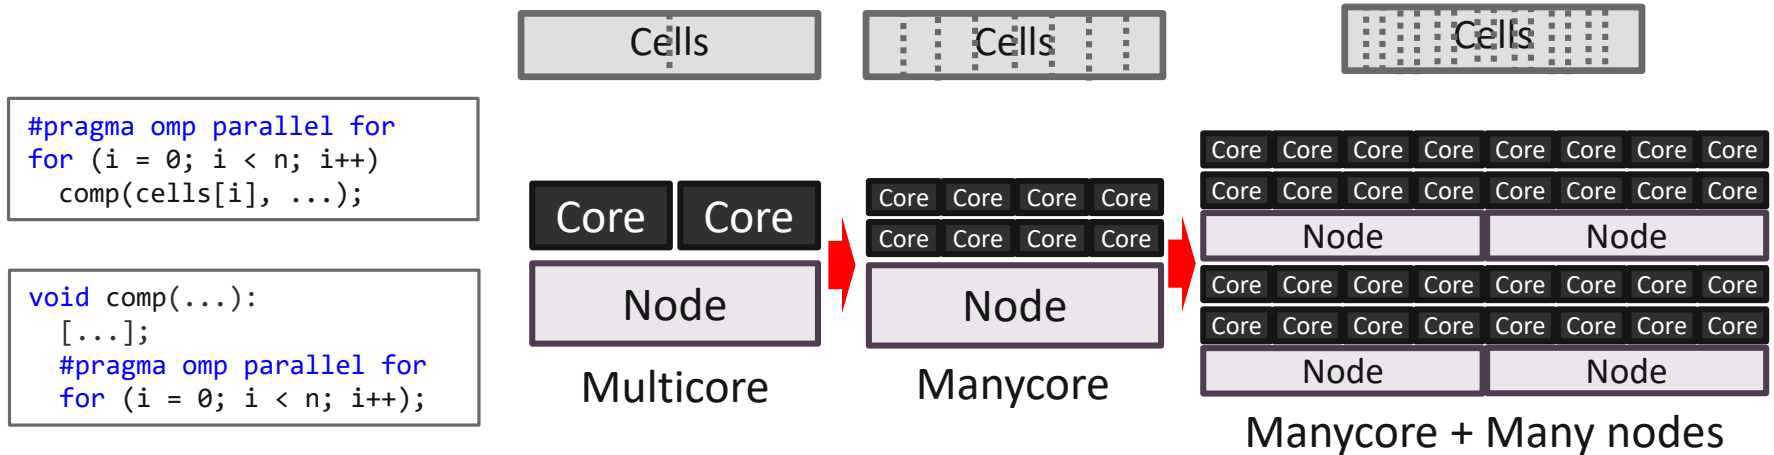 Cells
Cells
Cells
#pragma omp parallel for
for (i = 0; i < n; i++)
comp(cells[i], ...);
void comp(...):
[...];
#pragma omp parallel for
for (i = 0; i < n; i++);
Core Core
Node
Multicore
Core Core Core Core
Core Core Core Core
Node
Manycore
Core Core Core Core Core Core Core Core
Core Core Core Core Core Core Core Core
Node Node
Core Core Core Core Core Core Core Core
Core Core Core Core Core Core Core Core
Node Node
Manycore + Many nodes